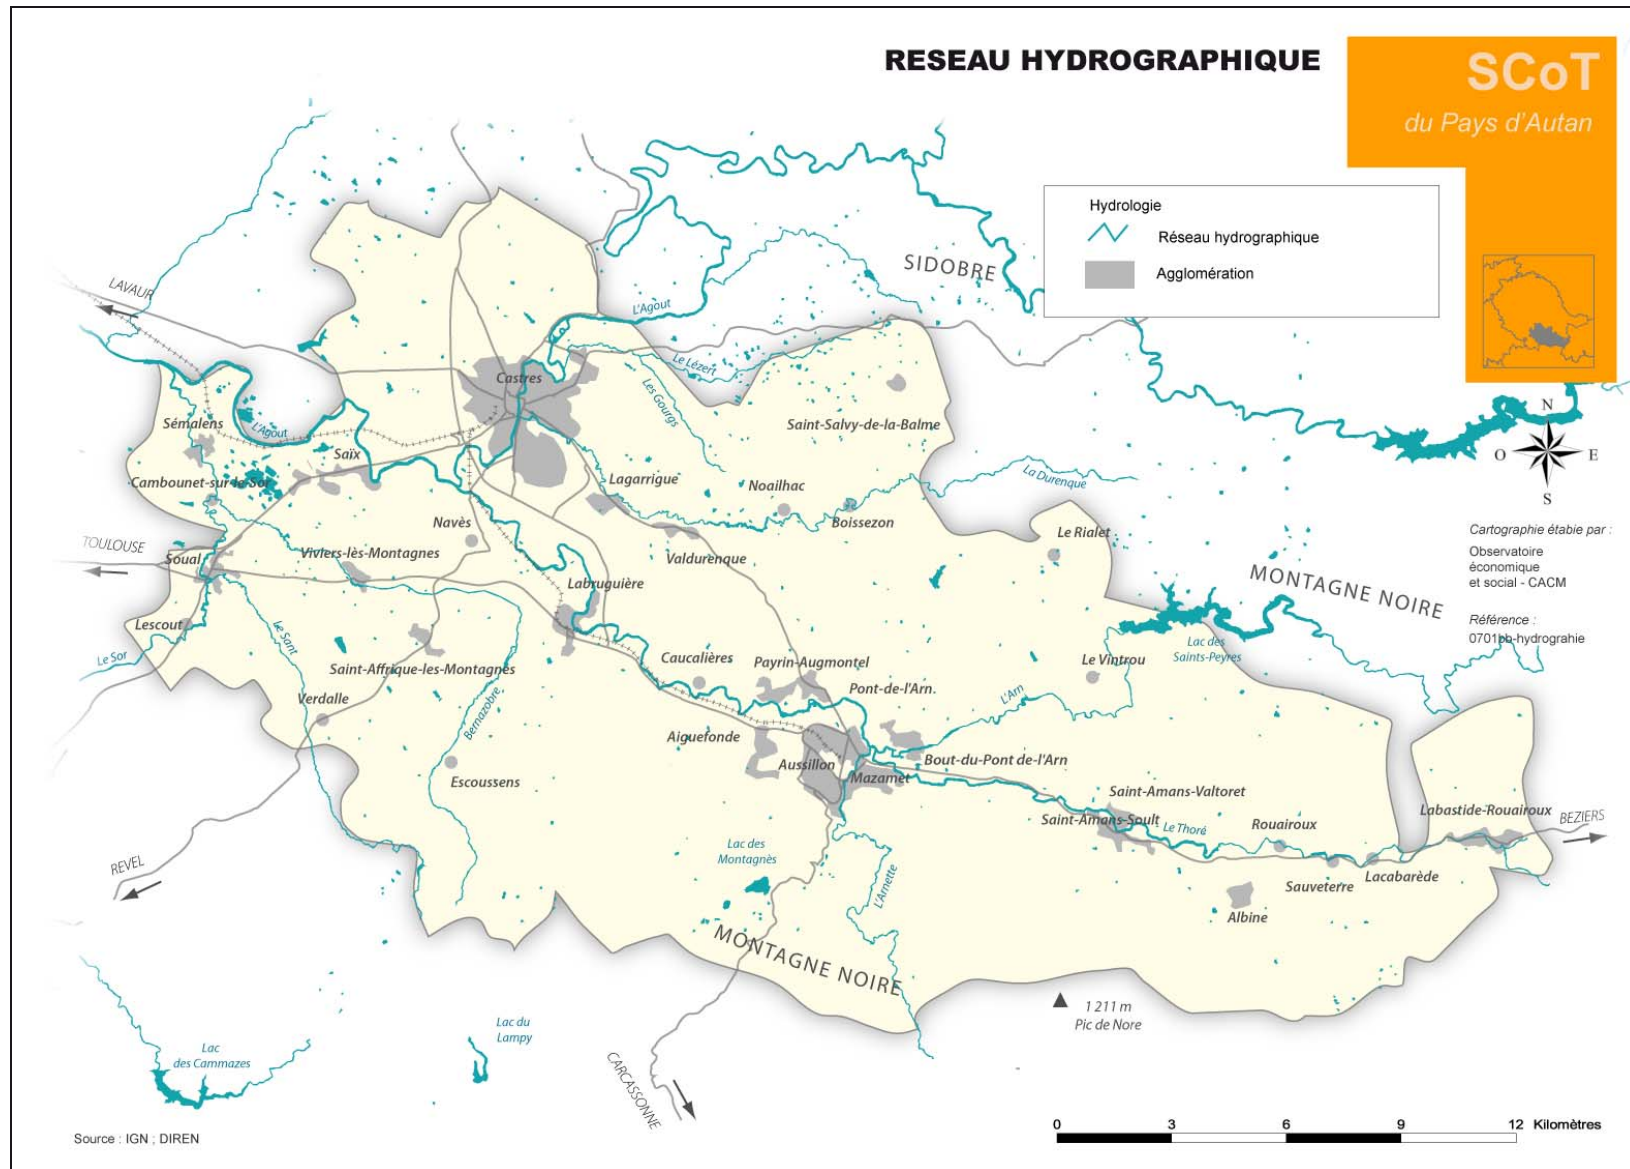 RESEAU HYDROGRAPHIQUE
SCoT
du Pays d'Autan
Hydrologie
Réseau hydrographique
Agglomération
SIDOBRE
LAVAUR
L'Agout
Le Lézert
Castres
Les Gourgs
Saint-Salvy-de-la-Balme
Sémalens
L'Agout
Saïx
N
O
E
S
Cambounet-sur-le-Sor
Lagarrigue
Noailhac
La Durenque
Boissezon
Navès
Le Rialet
Cartographie étabie par :
Observatoire
économique
et social - CACM
TOULOUSE
Soual
Viviers-lès-Montagnes
Valdurenque
Labruguière
MONTAGNE NOIRE
Référence :
0701bb-hydrograhie
Lescout
Le Sant
Le Sor
Saint-Affrique-les-Montagnes
Caucalières
Payrin-Augmontel
Lac des
Saints-Peyres
Le Vintrou
Verdalle
Bernazobre
Pont-de-l'Arn.
L'Arn
Aiguefonde
Aussillon
Mazamet
Bout-du-Pont de-l'Arn
Escoussens
Saint-Amans-Valtoret
Saint-Amans-Soult
Le Thoré
Rouairoux
Labastide-Rouairoux
BEZIERS
REVEL
Lac des
Montagnès
L'Arnette
Sauveterre
Lacabarède
Albine
MONTAGNE NOIRE
1 211 m
Pic de Nore
Lac du
Lampy
Lac
des Cammazes
CARCASSONNE
Source : IGN ; DIREN
0 3 6 9 12 Kilomètres